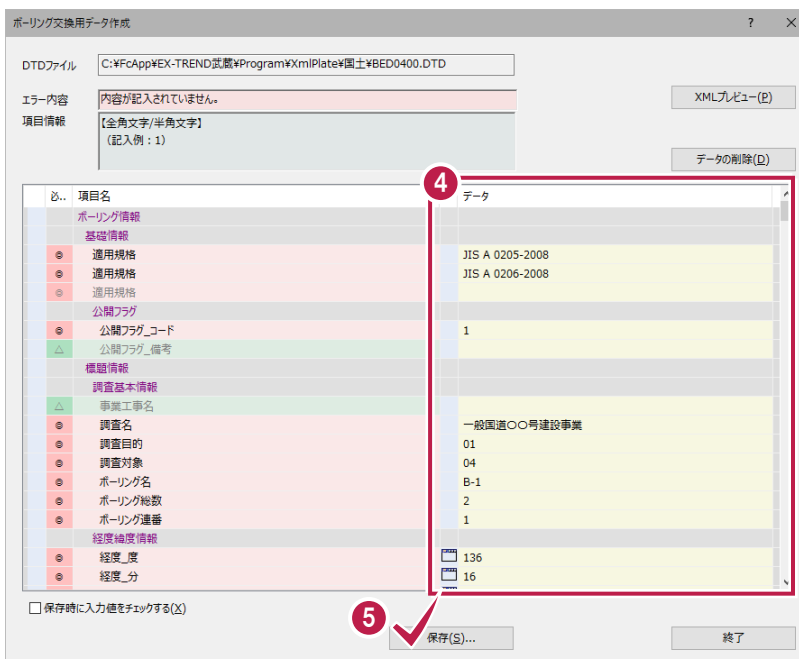 ボーリング交換用データ作成 ? ×
DTDファイル C:¥FcApp¥EX-TREND武蔵¥Program¥XmlPlate¥国土¥BED0400.DTD
エラー内容 内容が記入されていません。
XMLプレビュー(P)
項目情報 【全角文字/半角文字】
（記入例：1）
データの削除(D)
4
必.. 項目名 データ
ボーリング情報
基礎情報
◎ 適用規格 JIS A 0205-2008
◎ 適用規格 JIS A 0206-2008
◎ 適用規格
公開フラグ
◎ 公開フラグ_コード 1
△ 公開フラグ_備考
標題情報
調査基本情報
△ 事業工事名
◎ 調査名 一般国道〇〇号建設事業
◎ 調査目的 01
◎ 調査対象 04
◎ ボーリング名 B-1
◎ ボーリング総数 2
◎ ボーリング連番 1
経度緯度情報
◎ 経度_度 136
◎ 経度_分 16
保存時に入力値をチェックする(X)
5
保存(S)... 終了